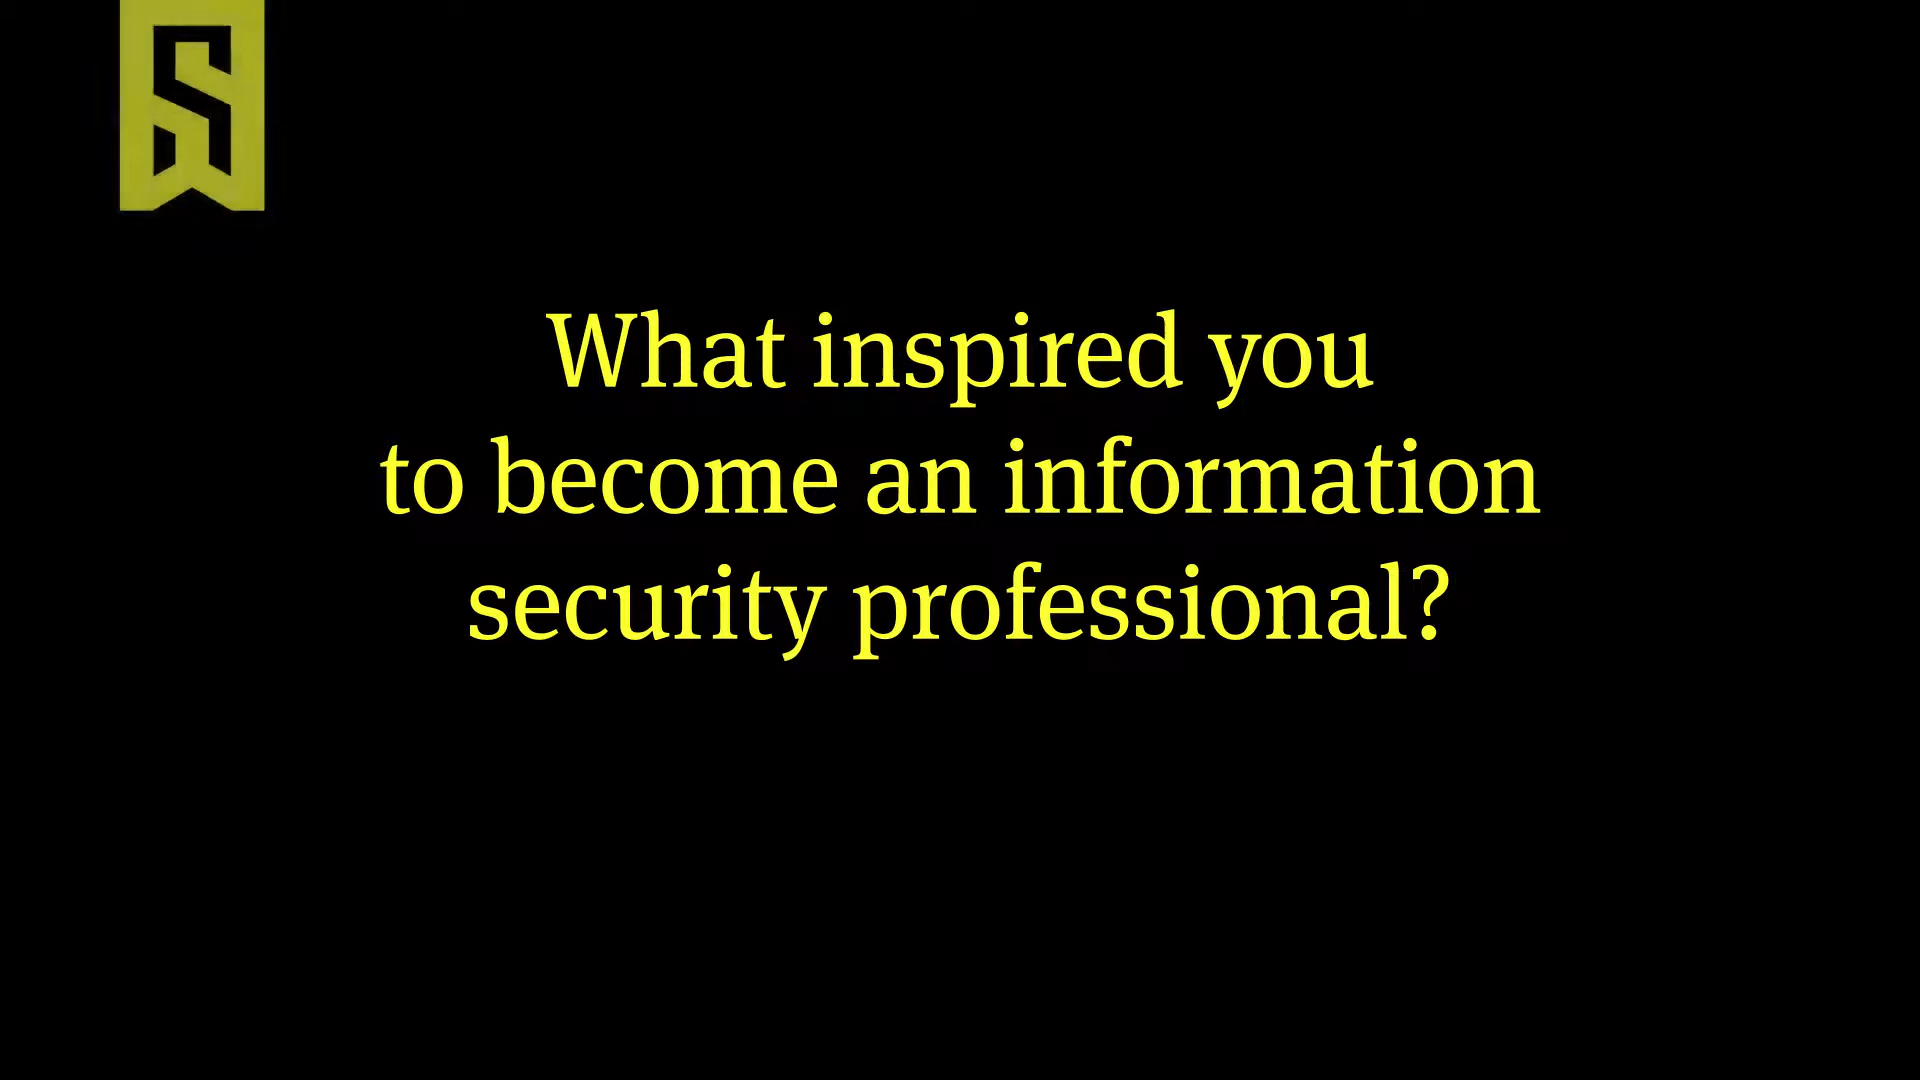 What inspired you
to become an information
security professional?